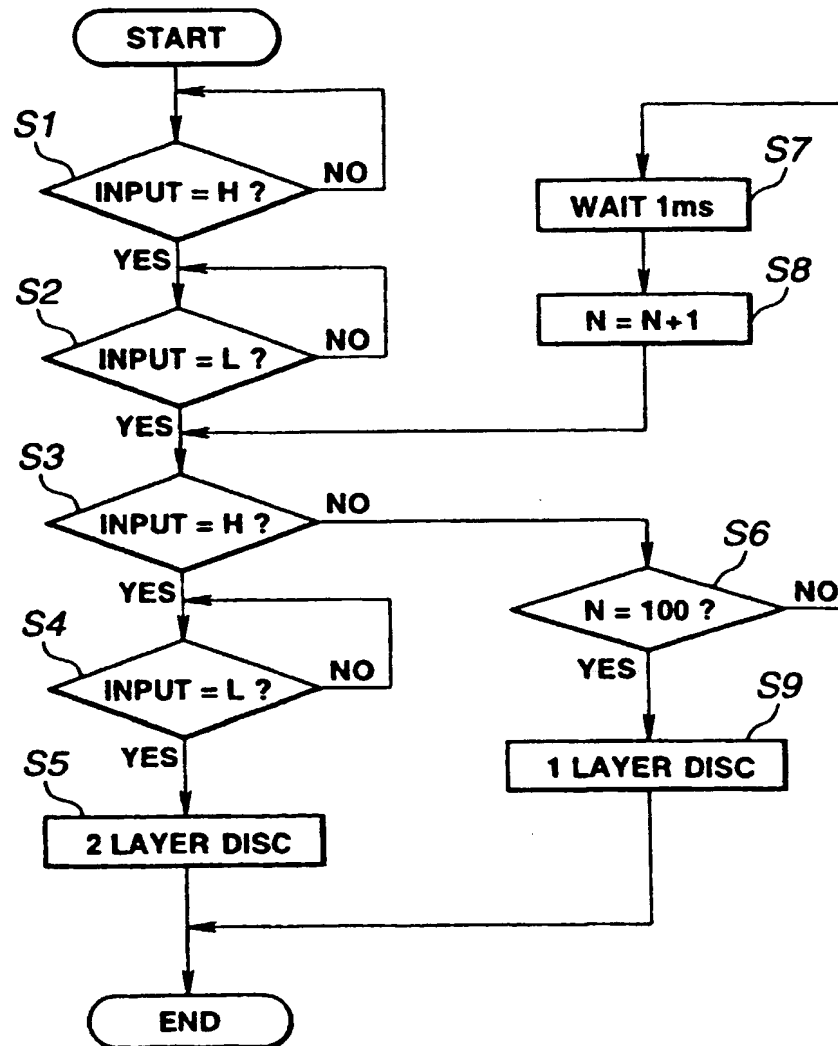 START
S1
INPUT = H ?
NO
YES
S2
INPUT = L ?
NO
YES
S3
INPUT = H ?
NO
YES
S4
INPUT = L ?
NO
YES
S5
2 LAYER DISC
END
S7
WAIT 1ms
S8
N = N+1
S6
N = 100 ?
NO
YES
S9
1 LAYER DISC